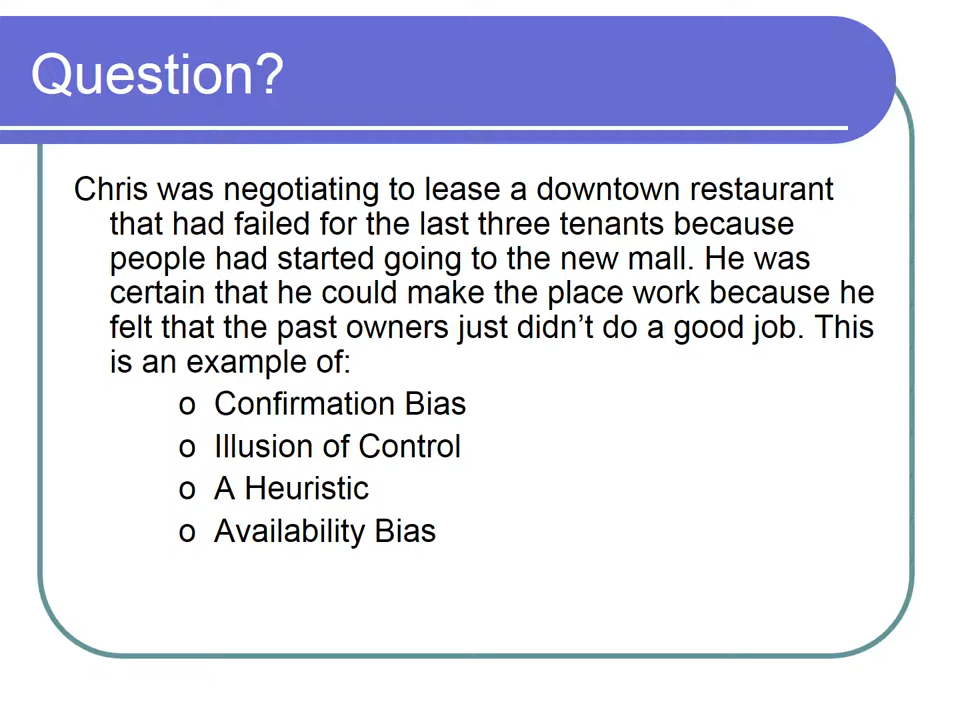 Question?
Chris was negotiating to lease a downtown restaurant
that had failed for the last three tenants because
people had started going to the new mall. He was
certain that he could make the place work because he
felt that the past owners just didn’t do a good job. This
is an example of:
o Confirmation Bias
o Illusion of Control
o A Heuristic
o Availability Bias